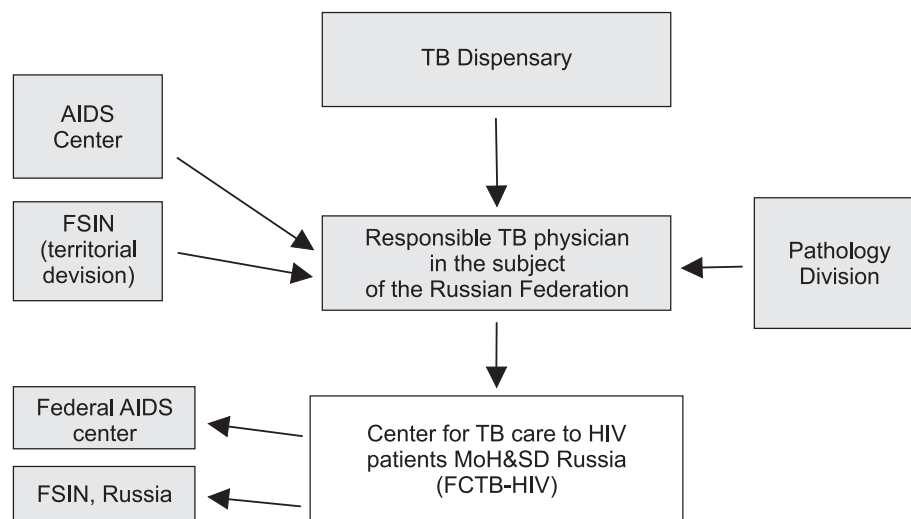 TB Dispensary
AIDS
Center
FSIN
(territorial
devision)
Responsible TB physician
in the subject
of the Russian Federation
Pathology
Division
Federal AIDS
center
FSIN, Russia
Center for TB care to HIV
patients MoH&SD Russia
(FCTB-HIV)